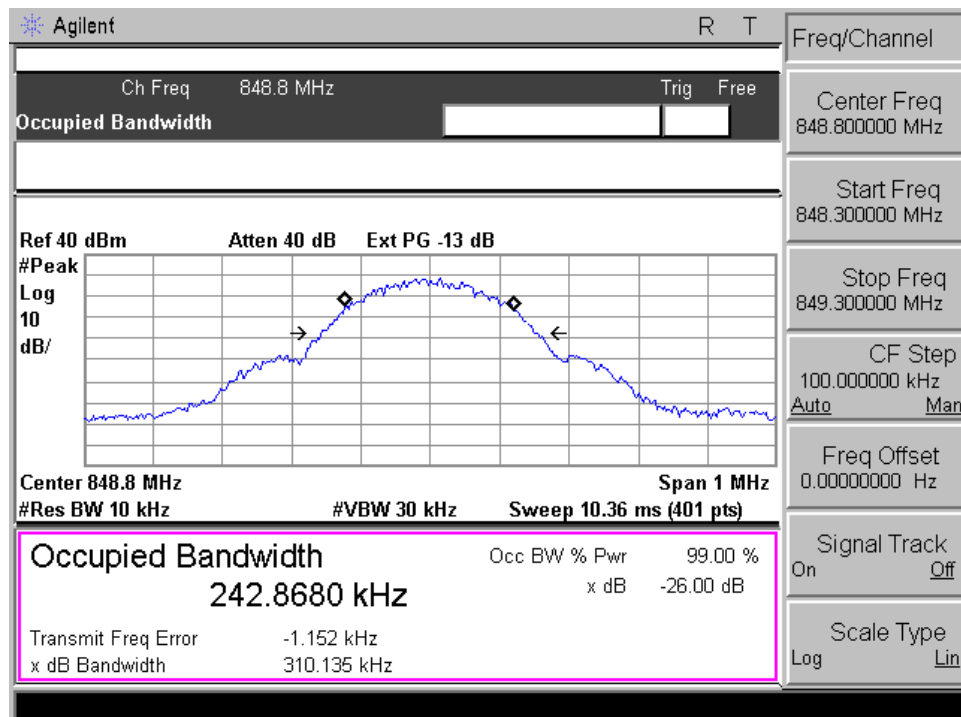 Agilent
R T
Ch Freq 848.8 MHz Trig Free
Occupied Bandwidth
Ref 40 dBm Atten 40 dB Ext PG -13 dB
#Peak
Log
10
dB/
Center 848.8 MHz Span 1 MHz
#Res BW 10 kHz #VBW 30 kHz Sweep 10.36 ms (401 pts)
Occupied Bandwidth
242.8680 kHz
Occ BW % Pwr 99.00 %
x dB -26.00 dB
Transmit Freq Error -1.152 kHz
x dB Bandwidth 310.135 kHz
Freq/Channel
Center Freq
848.800000 MHz
Start Freq
848.300000 MHz
Stop Freq
849.300000 MHz
CF Step
100.000000 kHz
Auto Man
Freq Offset
0.00000000 Hz
Signal Track
On Off
Scale Type
Log Lin